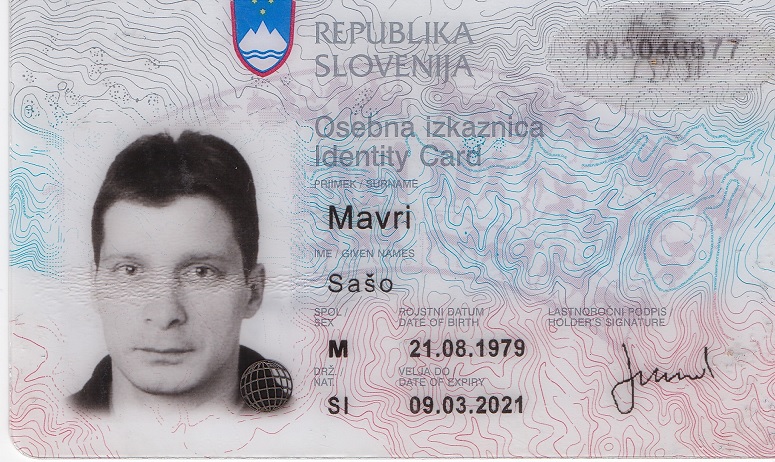 REPUBLIKA
SLOVENIJA
003046677
Osebna izkaznica
Identity Card
PRIIMEK / SURNAME
Mavri
IME / GIVEN NAMES
Sašo
SPOL / SEX
ROJSTNI DATUM / DATE OF BIRTH
LASTNOROČNI PODPIS / HOLDER'S SIGNATURE
M
21.08.1979
DRŽ. / NAT.
VELJA DO / DATE OF EXPIRY
SI
09.03.2021